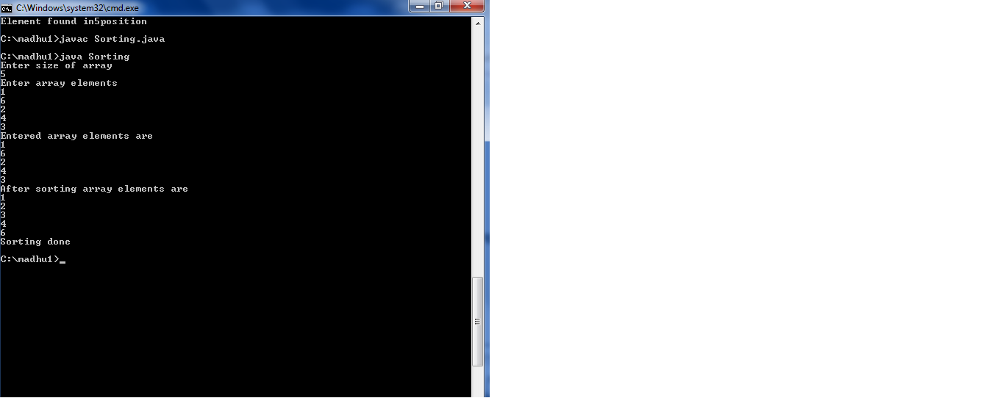 C:\Windows\system32\cmd.exe
Element found in5position
C:\madhu1>javac Sorting.java
C:\madhu1>java Sorting
Enter size of array
5
Enter array elements
1
6
2
4
3
Entered array elements are
1
6
2
4
3
After sorting array elements are
1
2
3
4
6
Sorting done
C:\madhu1>_